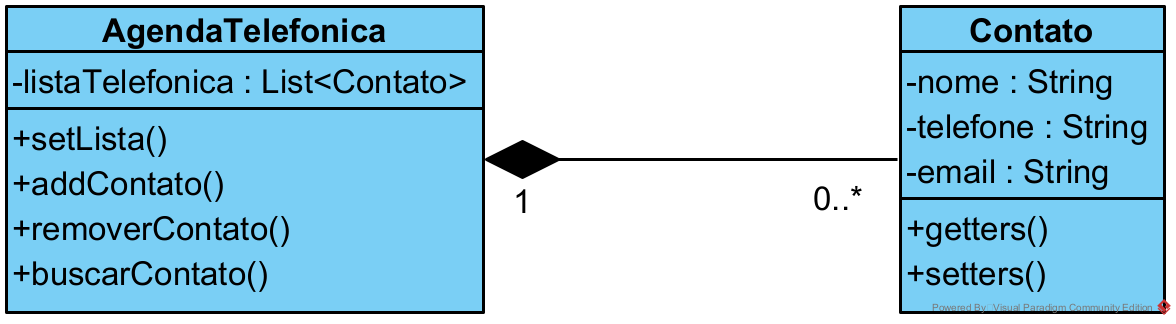 AgendaTelefonica
-listaTelefonica : List<Contato>
+setLista()
+addContato()
+removerContato()
+buscarContato()
1
0..*
Contato
-nome : String
-telefone : String
-email : String
+getters()
+setters()
Powered By: Visual Paradigm Community Edition